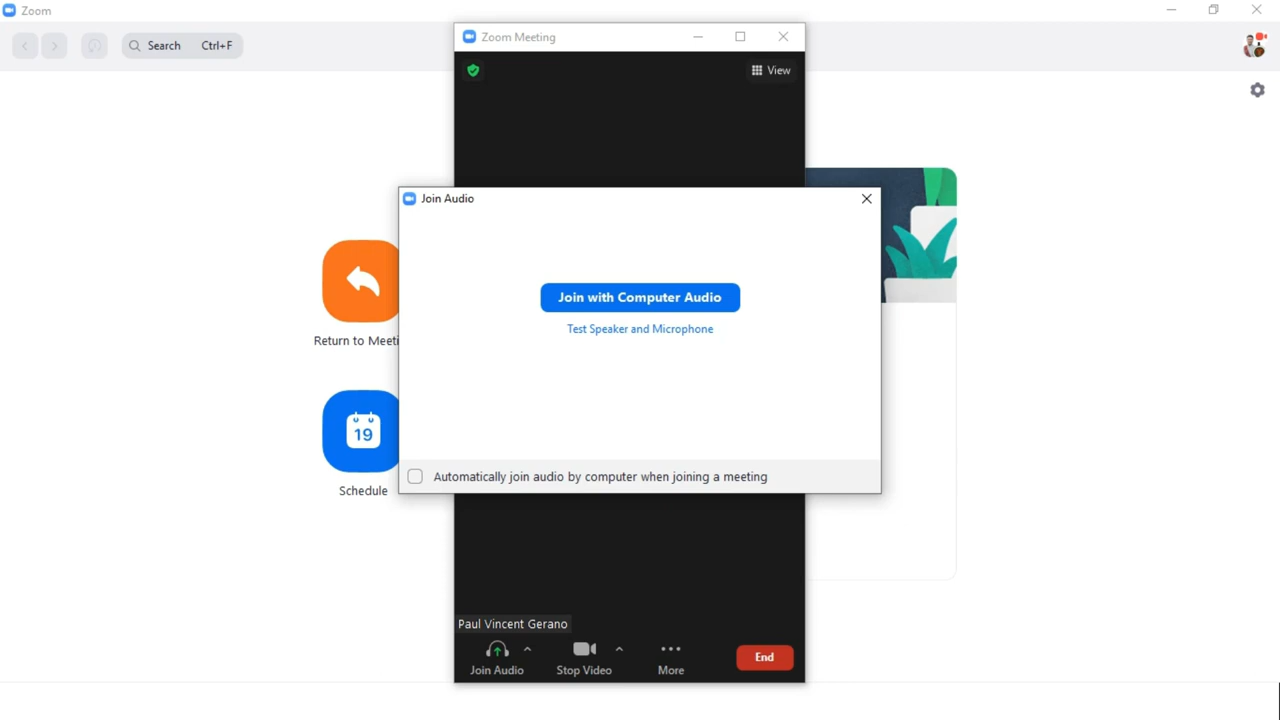 Zoom
Search Ctrl+F
Zoom Meeting
View
Join Audio
Join with Computer Audio
Test Speaker and Microphone
Return to Meeti
19
Schedule
Automatically join audio by computer when joining a meeting
Paul Vincent Gerano
Join Audio
Stop Video
More
End